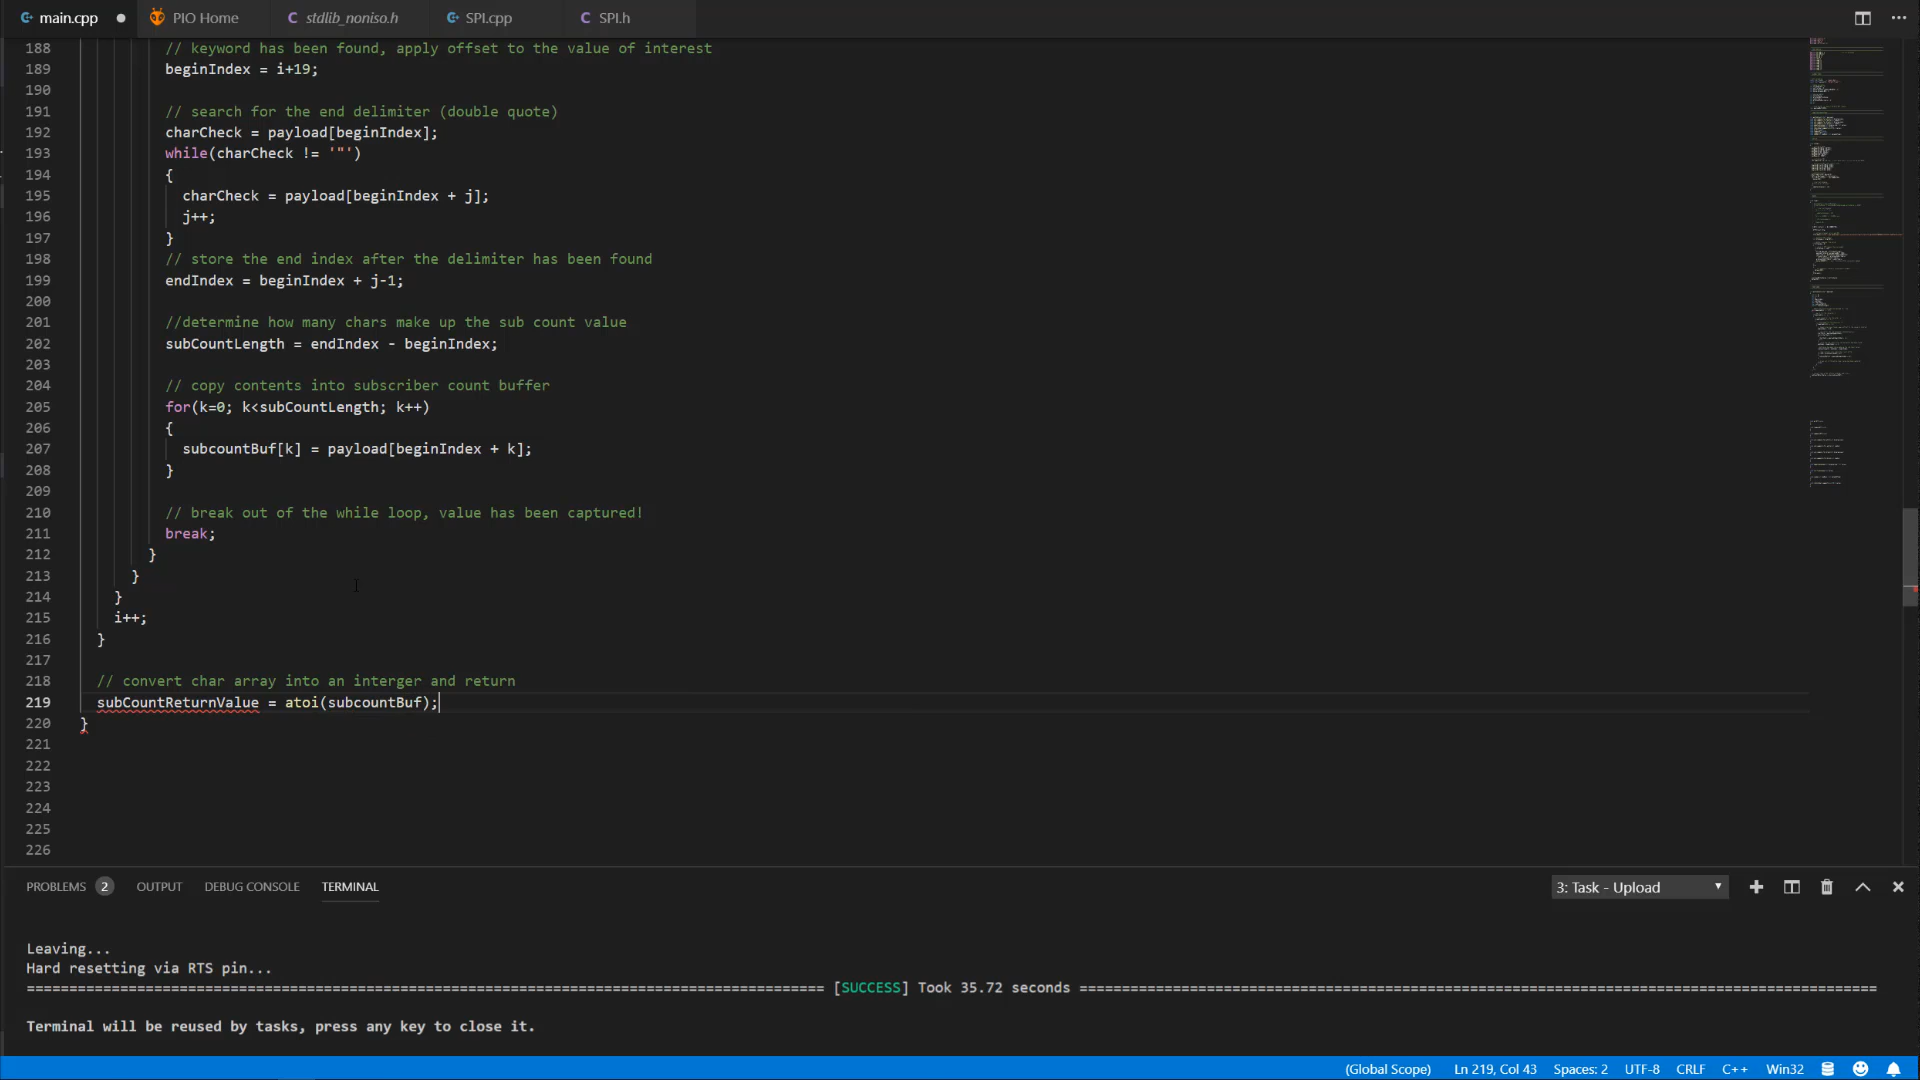 main.cpp ● PIO Home C stdlib_noniso.h SPI.cpp C SPI.h
188 // keyword has been found, apply offset to the value of interest
189 beginIndex = i+19;
190
191 // search for the end delimiter (double quote)
192 charCheck = payload[beginIndex];
193 while(charCheck != '"')
194 {
195 charCheck = payload[beginIndex + j];
196 j++;
197 }
198 // store the end index after the delimiter has been found
199 endIndex = beginIndex + j-1;
200
201 //determine how many chars make up the sub count value
202 subCountLength = endIndex - beginIndex;
203
204 // copy contents into subscriber count buffer
205 for(k=0; k<subCountLength; k++)
206 {
207 subcountBuf[k] = payload[beginIndex + k];
208 }
209
210 // break out of the while loop, value has been captured!
211 break;
212 }
213 }
214 }
215 i++;
216 }
217
218 // convert char array into an interger and return
219 subCountReturnValue = atoi(subcountBuf);
220 }
221
222
223
224
225
226
PROBLEMS 2 OUTPUT DEBUG CONSOLE TERMINAL 3: Task - Upload
Leaving...
Hard resetting via RTS pin...
[SUCCESS] Took 35.72 seconds
Terminal will be reused by tasks, press any key to close it.
(Global Scope) Ln 219, Col 43 Spaces: 2 UTF-8 CRLF C++ Win32